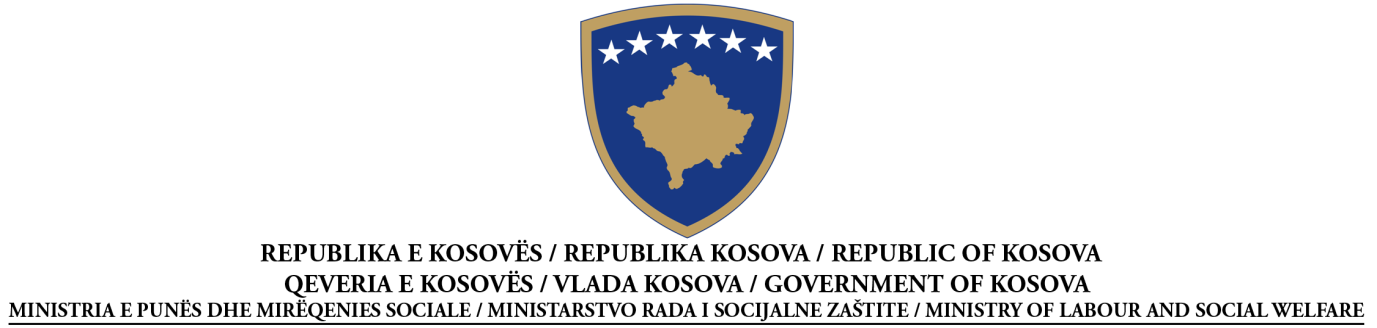 REPUBLIKA E KOSOVËS / REPUBLIKA KOSOVA / REPUBLIC OF KOSOVA
QEVERIA E KOSOVËS / VLADA KOSOVA / GOVERNMENT OF KOSOVA
MINISTRIA E PUNËS DHE MIRËQENIES SOCIALE / MINISTARSTVO RADA I SOCIJALNE ZAŠTITE / MINISTRY OF LABOUR AND SOCIAL WELFARE